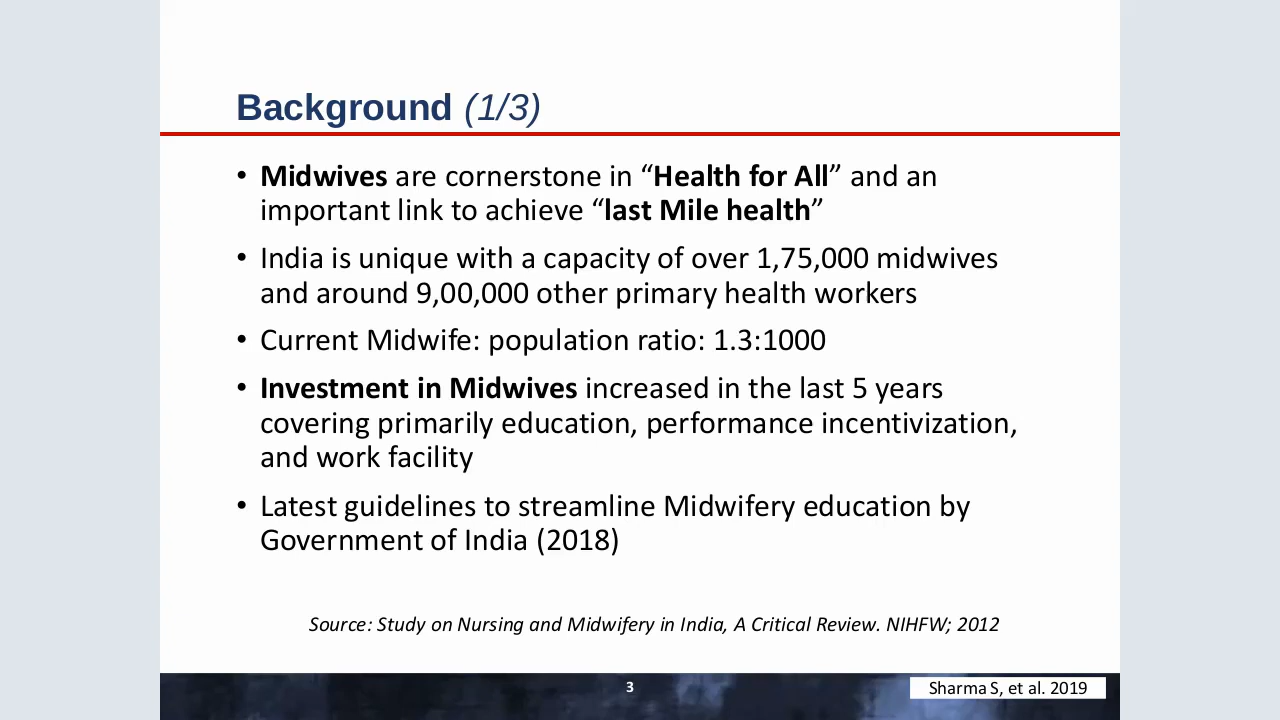 Background (1/3)
• Midwives are cornerstone in “Health for All” and an
important link to achieve “last Mile health”
• India is unique with a capacity of over 1,75,000 midwives
and around 9,00,000 other primary health workers
• Current Midwife: population ratio: 1.3:1000
• Investment in Midwives increased in the last 5 years
covering primarily education, performance incentivization,
and work facility
• Latest guidelines to streamline Midwifery education by
Government of India (2018)
Source: Study on Nursing and Midwifery in India, A Critical Review. NIHFW; 2012
3
Sharma S, et al. 2019